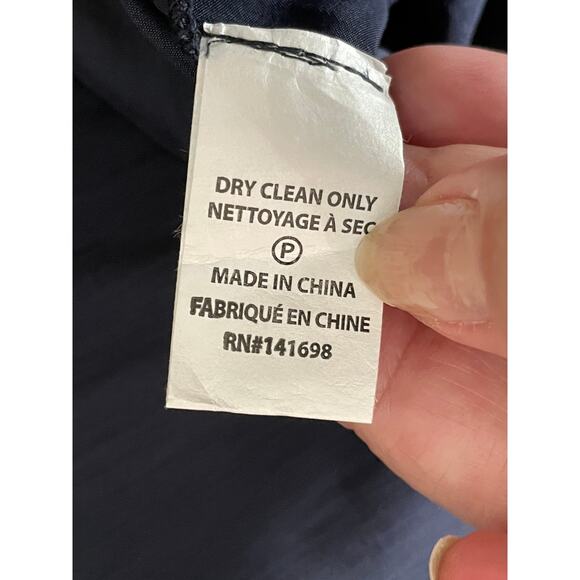 DRY CLEAN ONLY
NETTOYAGE À SEC
P
MADE IN CHINA
FABRIQUÉ EN CHINE
RN#141698